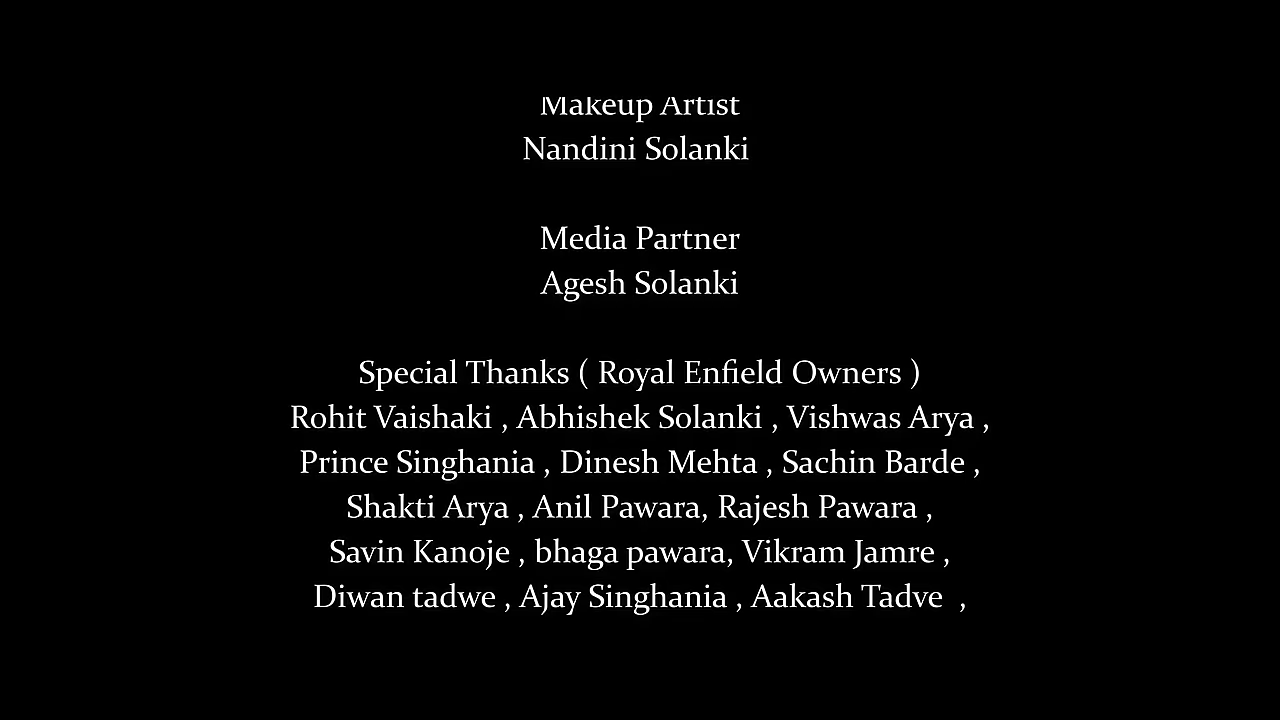 Makeup Artist
Nandini Solanki
Media Partner
Agesh Solanki
Special Thanks ( Royal Enfield Owners )
Rohit Vaishaki , Abhishek Solanki , Vishwas Arya ,
Prince Singhania , Dinesh Mehta , Sachin Barde ,
Shakti Arya , Anil Pawara, Rajesh Pawara ,
Savin Kanoje , bhaga pawara, Vikram Jamre ,
Diwan tadwe , Ajay Singhania , Aakash Tadve  ,